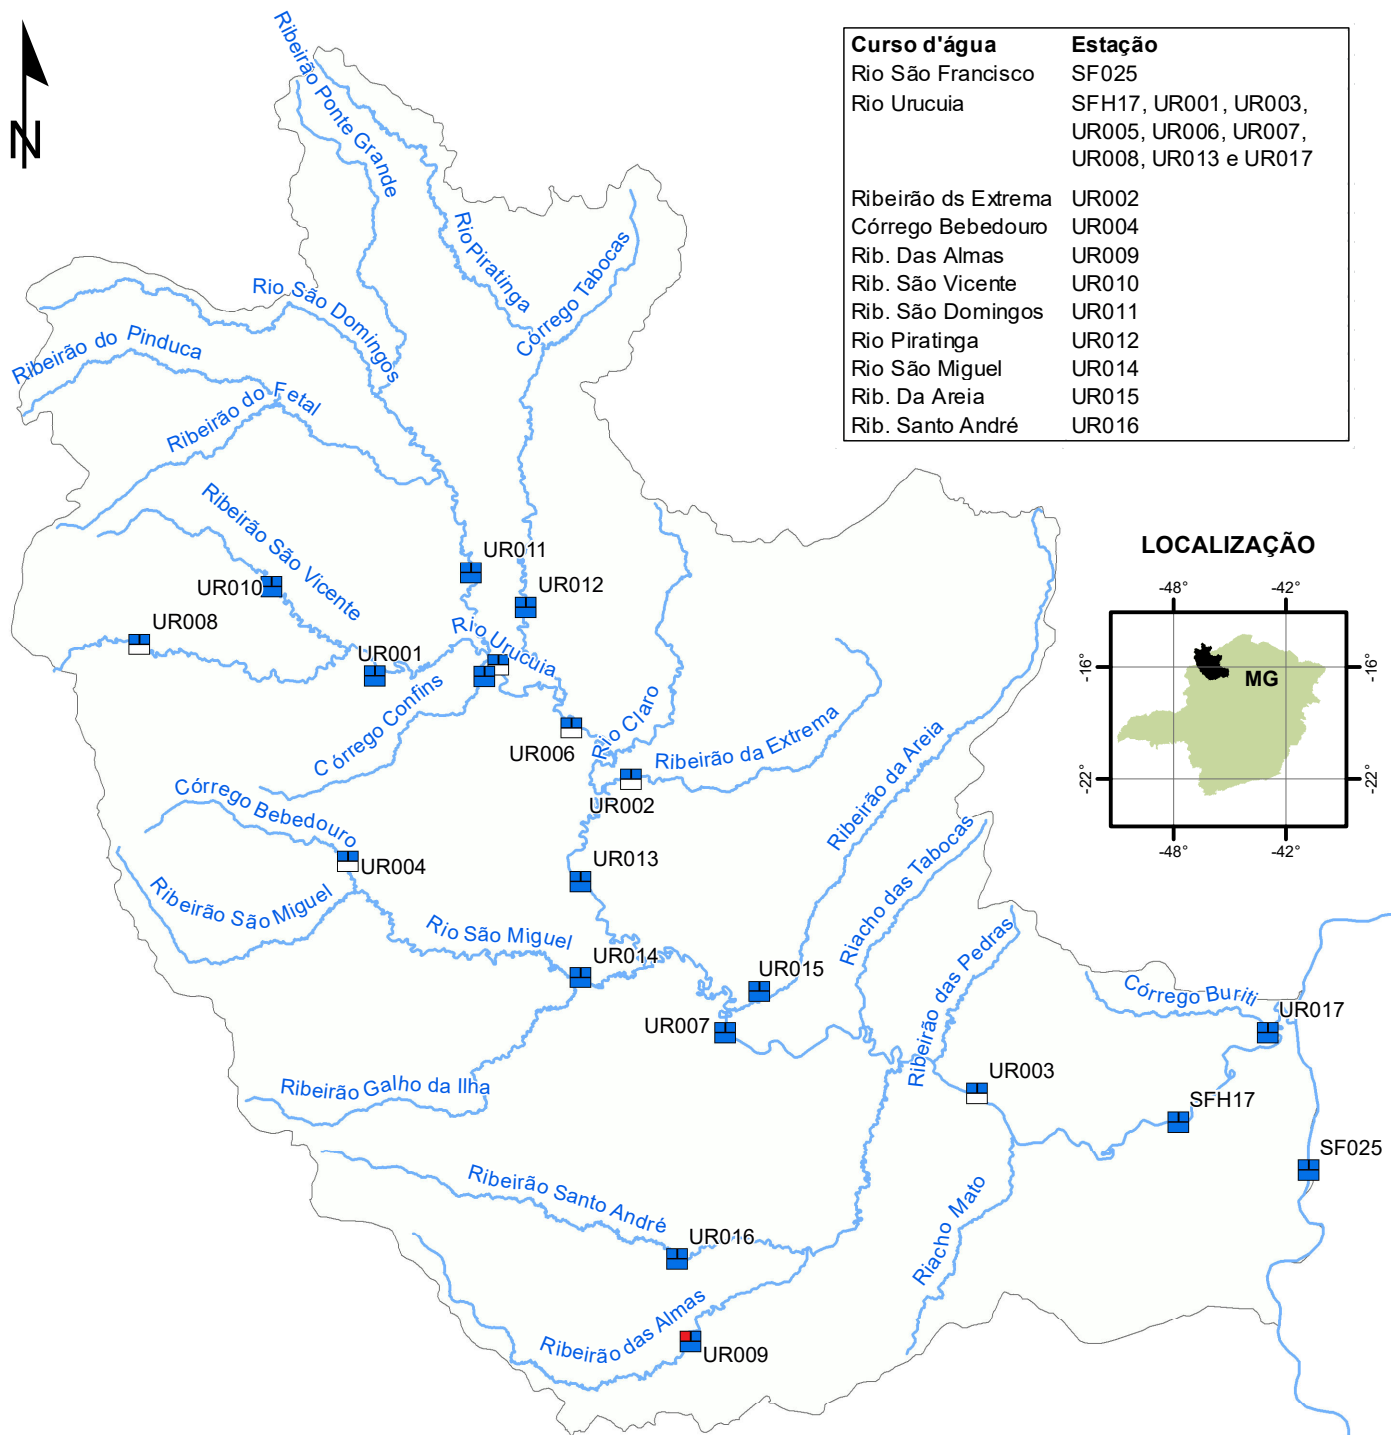 N
Curso d'água Estação
Rio São Francisco SF025
Rio Urucuia SFH17, UR001, UR003,
UR005, UR006, UR007,
UR008, UR013 e UR017
Ribeirão ds Extrema UR002
Córrego Bebedouro UR004
Rib. Das Almas UR009
Rib. São Vicente UR010
Rib. São Domingos UR011
Rio Piratinga UR012
Rio São Miguel UR014
Rib. Da Areia UR015
Rib. Santo André UR016
Ribeirão Ponte Grande
Rio Piratinga
Córrego Tabocas
Rio São Domingos
Ribeirão do Pinduca
Ribeirão do Fetal
Ribeirão São Vicente
UR011
UR010
UR012
UR008
UR001
Rio Urucuia
Córrego Confins
UR006
Rio Claro
Ribeirão da Extrema
UR002
Ribeirão da Areia
Córrego Bebedouro
UR004
UR013
Ribeirão São Miguel
Rio São Miguel
UR014
Riacho das Tabocas
UR015
UR007
Ribeirão das Pedras
Córrego Buriti
UR017
UR003
Ribeirão Galho da Ilha
SFH17
SF025
Ribeirão Santo André
UR016
Riacho Mato
Ribeirão das Almas
UR009
LOCALIZAÇÃO
-48° -42°
-16° -16°
MG
-22° -22°
-48° -42°